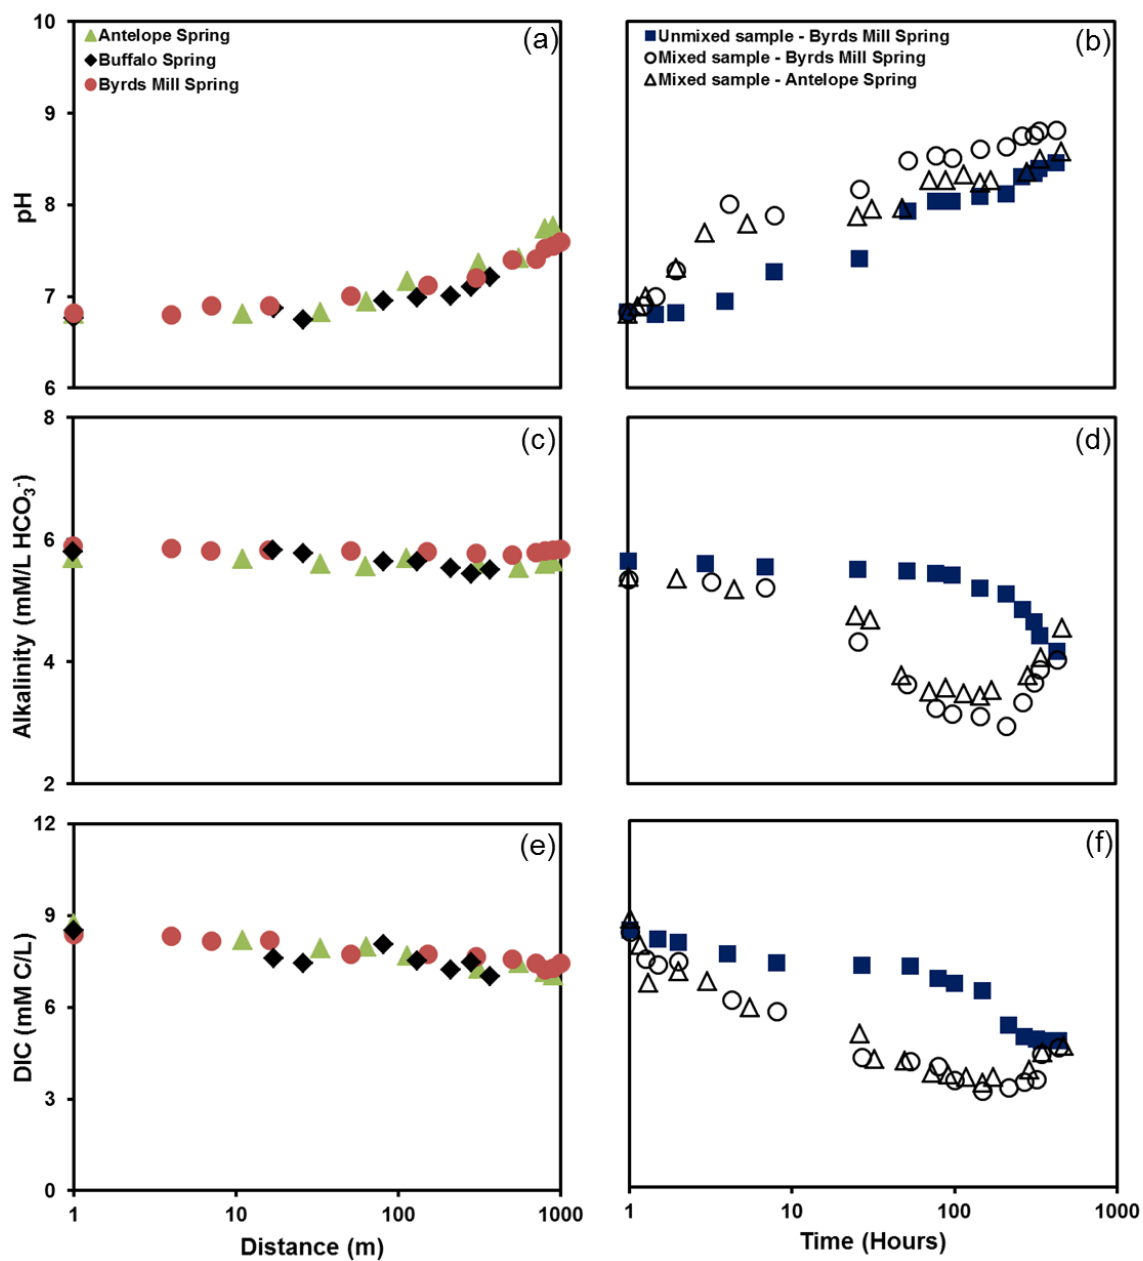 10
9
8
7
6
pH
Antelope Spring
Buffalo Spring
Byrds Mill Spring
(a)
Unmixed sample - Byrds Mill Spring
Mixed sample - Byrds Mill Spring
Mixed sample - Antelope Spring
(b)
8
6
4
2
Alkalinity (mM/L HCO₃⁻)
(c)
(d)
12
9
6
3
0
DIC (mM C/L)
(e)
(f)
1
10
100
1000
Distance (m)
1
10
100
1000
Time (Hours)